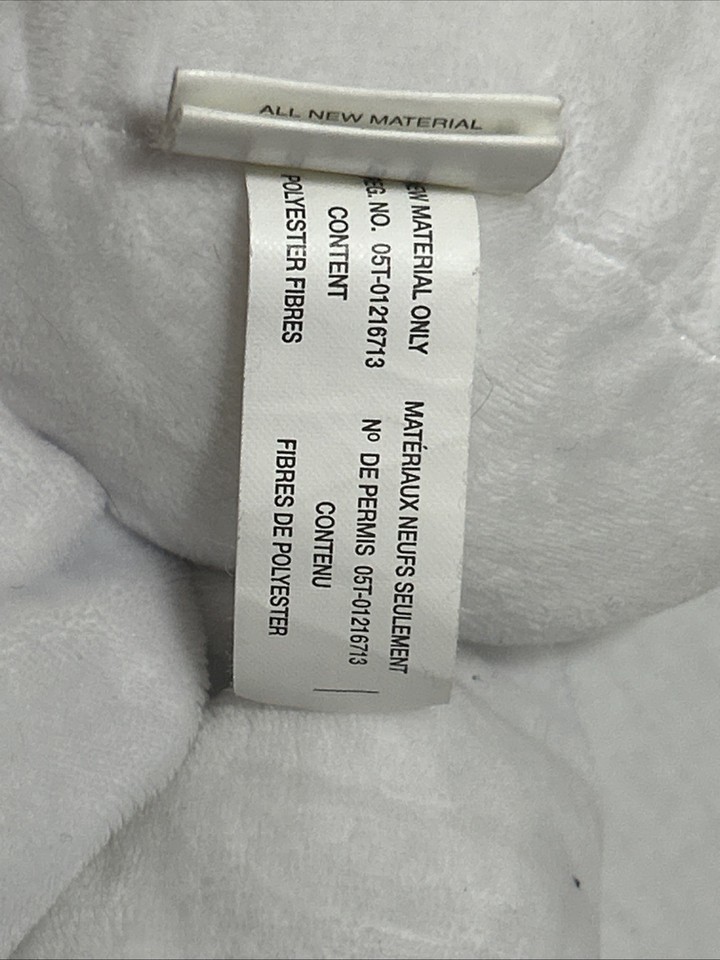 ALL NEW MATERIAL
EW MATERIAL ONLY
EG. NO. 05T-01216713
CONTENT
POLYESTER FIBRES
MATÉRIAUX NEUFS SEULEMENT
Nº DE PERMIS 05T-01216713
CONTENU
FIBRES DE POLYESTER